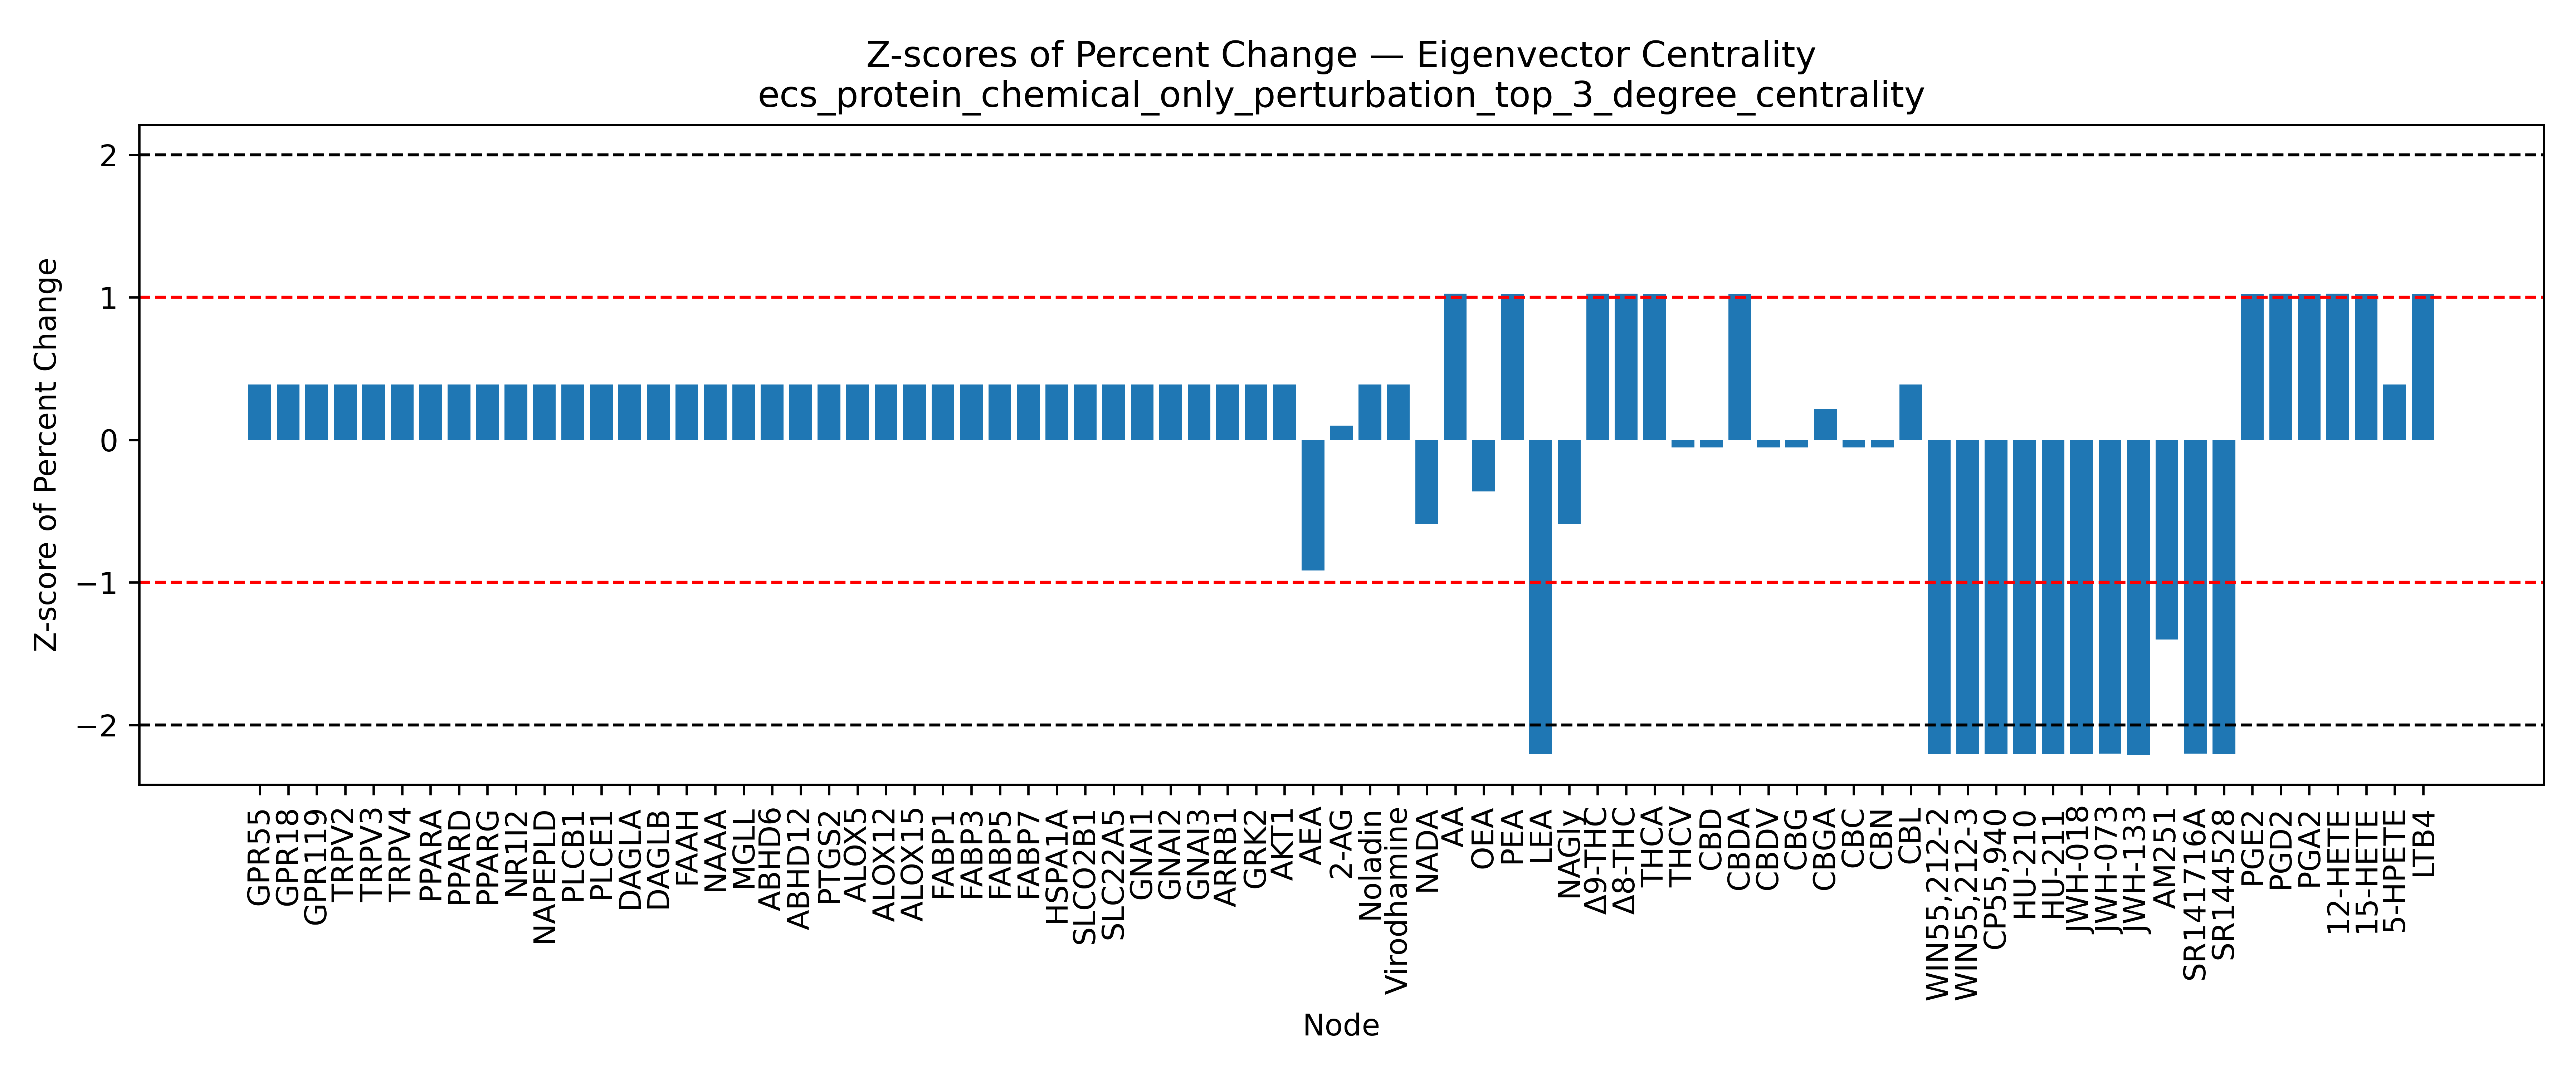 Z-scores of Percent Change — Eigenvector Centrality
ecs_protein_chemical_only_perturbation_top_3_degree_centrality
Z-score of Percent Change
2
1
0
−1
−2
GPR55
GPR18
GPR119
TRPV2
TRPV3
TRPV4
PPARA
PPARD
PPARG
NR1I2
NAPEPLD
PLCB1
PLCE1
DAGLA
DAGLB
FAAH
NAAA
MGLL
ABHD6
ABHD12
PTGS2
ALOX5
ALOX12
ALOX15
FABP1
FABP3
FABP5
FABP7
HSPA1A
SLCO2B1
SLC22A5
GNAI1
GNAI2
GNAI3
ARRB1
GRK2
AKT1
AEA
2-AG
Noladin
Virodhamine
NADA
AA
OEA
PEA
LEA
NAGly
Δ9-THC
Δ8-THC
THCA
THCV
CBD
CBDA
CBDV
CBG
CBGA
CBC
CBN
CBL
WIN55,212-2
WIN55,212-3
CP55,940
HU-210
HU-211
JWH-018
JWH-073
JWH-133
AM251
SR141716A
SR144528
PGE2
PGD2
PGA2
12-HETE
15-HETE
5-HPETE
LTB4
Node